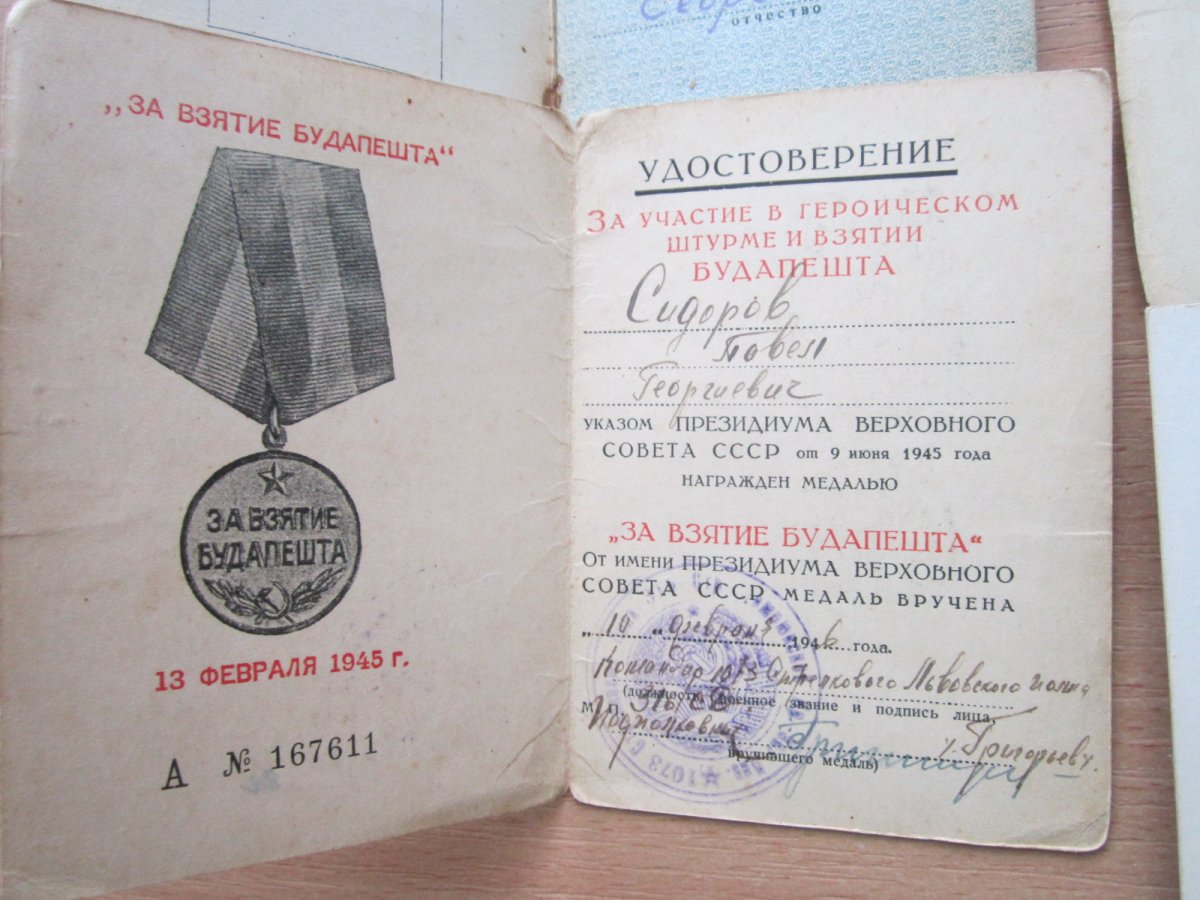 отчество
„ЗА ВЗЯТИЕ БУДАПЕШТА“
ЗА ВЗЯТИЕ
БУДАПЕШТА
13 ФЕВРАЛЯ 1945 г.
А № 167611
УДОСТОВЕРЕНИЕ
ЗА УЧАСТИЕ В ГЕРОИЧЕСКОМ
ШТУРМЕ И ВЗЯТИИ
БУДАПЕШТА
Сидоров
Павел
Георгиевич
УКАЗОМ ПРЕЗИДИУМА ВЕРХОВНОГО
СОВЕТА СССР от 9 июня 1945 года
НАГРАЖДЕН МЕДАЛЬЮ
„ЗА ВЗЯТИЕ БУДАПЕШТА“
От имени ПРЕЗИДИУМА ВЕРХОВНОГО
СОВЕТА СССР МЕДАЛЬ ВРУЧЕНА
„ 10 “ февраля 1946 года.
Командир 1073 Стрелкового Львовского полка
(должность, военное звание и подпись лица,
М. П.
Подполковник
/Григорьев/.
вручившего медаль)
1073